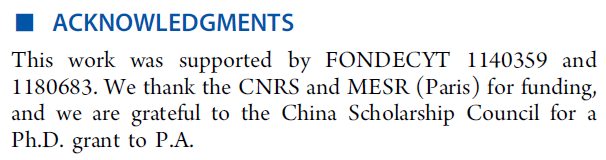 ACKNOWLEDGMENTS
This work was supported by FONDECYT 1140359 and
1180683. We thank the CNRS and MESR (Paris) for funding,
and we are grateful to the China Scholarship Council for a
Ph.D. grant to P.A.